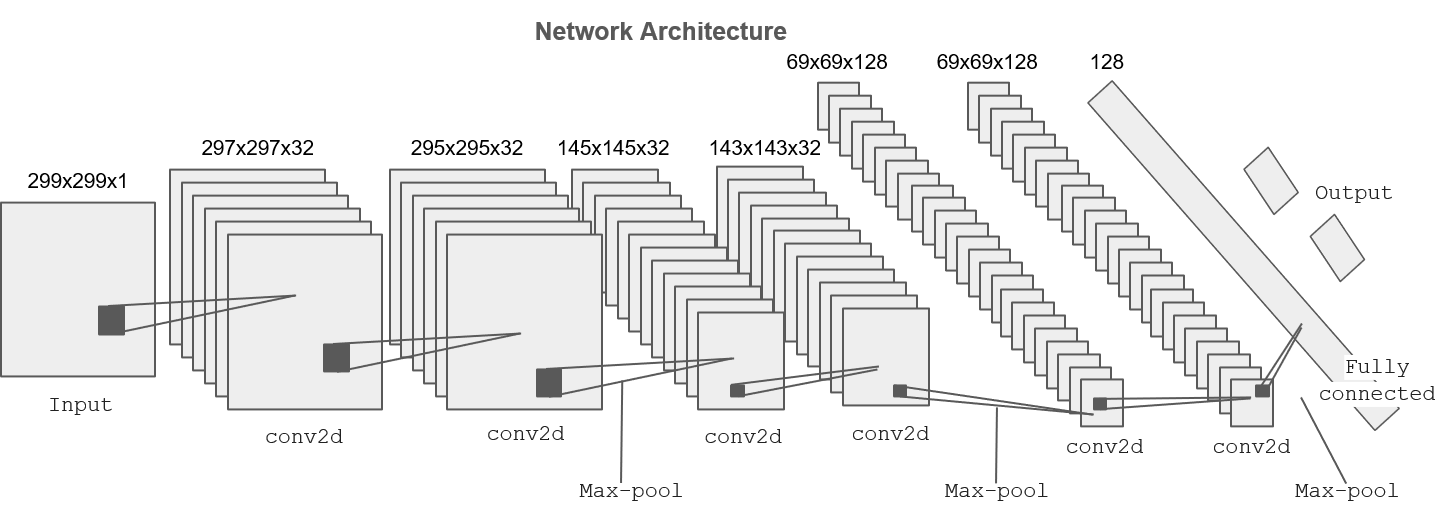 Network Architecture
69x69x128
69x69x128
128
297x297x32
295x295x32
145x145x32
143x143x32
299x299x1
Output
Fully
connected
Input
conv2d
conv2d
conv2d
conv2d
conv2d
conv2d
Max-pool
Max-pool
Max-pool